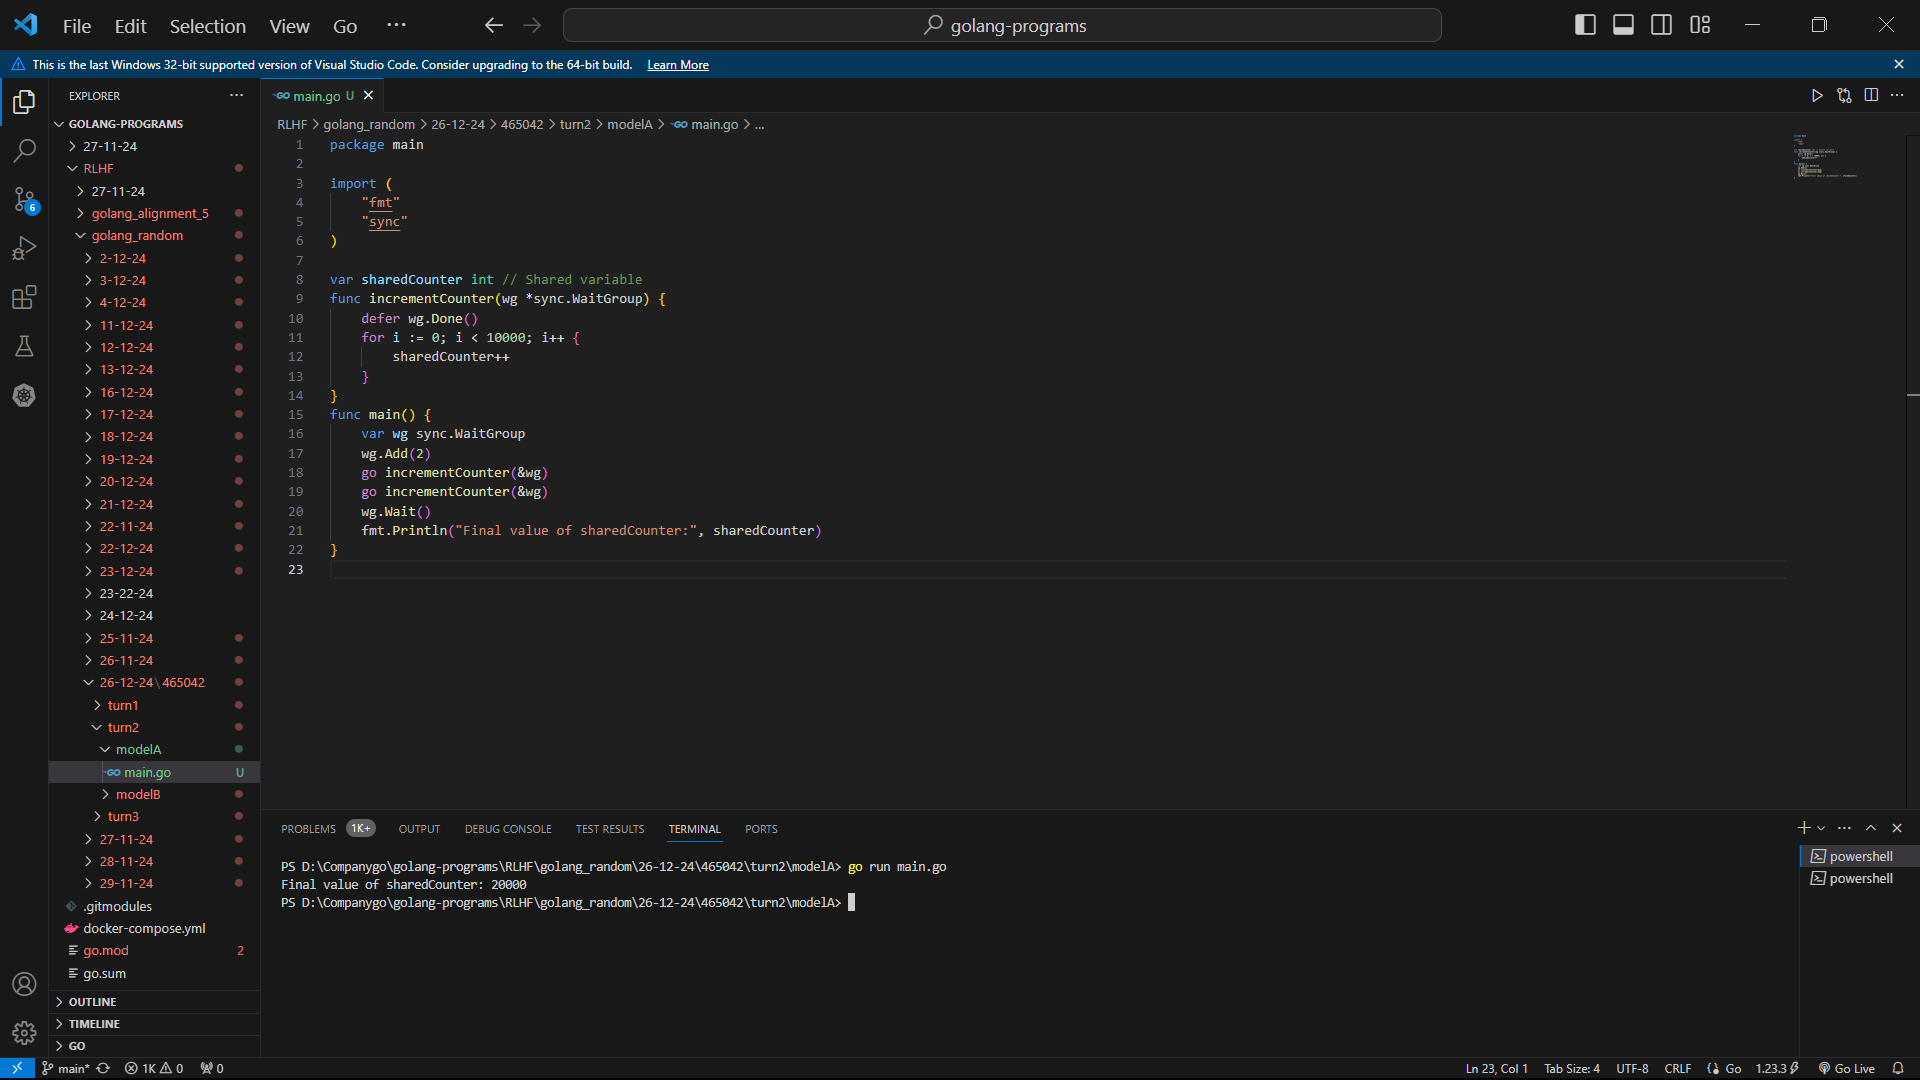 File Edit Selection View Go ··· golang-programs
This is the last Windows 32-bit supported version of Visual Studio Code. Consider upgrading to the 64-bit build. Learn More
EXPLORER
GOLANG-PROGRAMS
27-11-24
RLHF
27-11-24
golang_alignment_5
golang_random
2-12-24
3-12-24
4-12-24
11-12-24
12-12-24
13-12-24
16-12-24
17-12-24
18-12-24
19-12-24
20-12-24
21-12-24
22-11-24
22-12-24
23-12-24
23-22-24
24-12-24
25-11-24
26-11-24
26-12-24\465042
turn1
turn2
modelA
main.go U
modelB
turn3
27-11-24
28-11-24
29-11-24
.gitmodules
docker-compose.yml
go.mod 2
go.sum
OUTLINE
TIMELINE
GO
6
GO main.go U
RLHF > golang_random > 26-12-24 > 465042 > turn2 > modelA > GO main.go > ...
1 package main
2
3 import (
4 "fmt"
5 "sync"
6 )
7
8 var sharedCounter int // Shared variable
9 func incrementCounter(wg *sync.WaitGroup) {
10 defer wg.Done()
11 for i := 0; i < 10000; i++ {
12 sharedCounter++
13 }
14 }
15 func main() {
16 var wg sync.WaitGroup
17 wg.Add(2)
18 go incrementCounter(&wg)
19 go incrementCounter(&wg)
20 wg.Wait()
21 fmt.Println("Final value of sharedCounter:", sharedCounter)
22 }
23
PROBLEMS 1K+ OUTPUT DEBUG CONSOLE TEST RESULTS TERMINAL PORTS
PS D:\Companygo\golang-programs\RLHF\golang_random\26-12-24\465042\turn2\modelA> go run main.go
Final value of sharedCounter: 20000
PS D:\Companygo\golang-programs\RLHF\golang_random\26-12-24\465042\turn2\modelA>
powershell
powershell
main* 1K 0 0 Ln 23, Col 1 Tab Size: 4 UTF-8 CRLF Go 1.23.3 Go Live